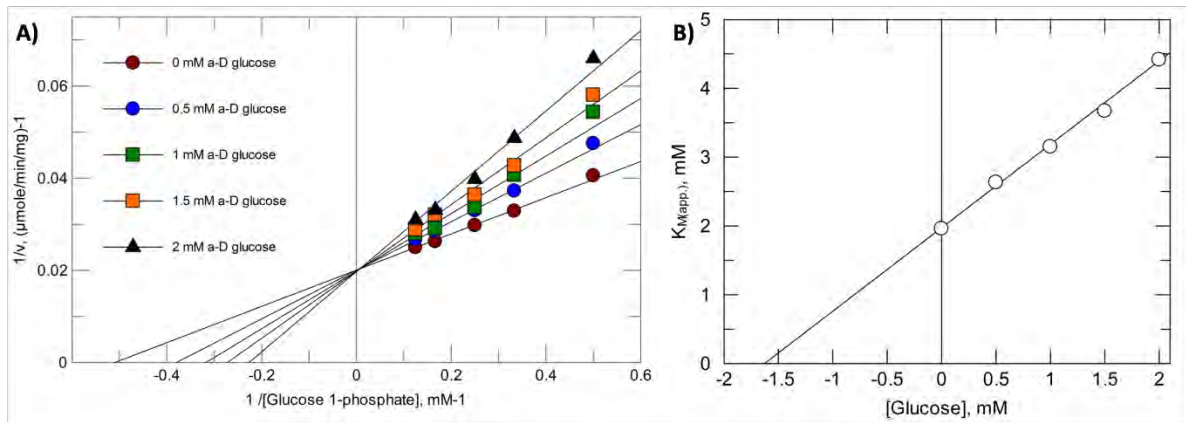 A)
0 mM a-D glucose
0,5 mM a-D glucose
1 mM a-D glucose
1.5 mM a-D glucose
2 mM a-D glucose
1/v, (µmole/min/mg)-1
0.06
0.04
0.02
0
-0.4
-0.2
0
0.2
0.4
0.6
1 /[Glucose 1-phosphate], mM-1
B)
KM(app.), mM
5
4
3
2
1
0
-2
-1.5
-1
-0.5
0
0.5
1
1.5
2
[Glucose], mM